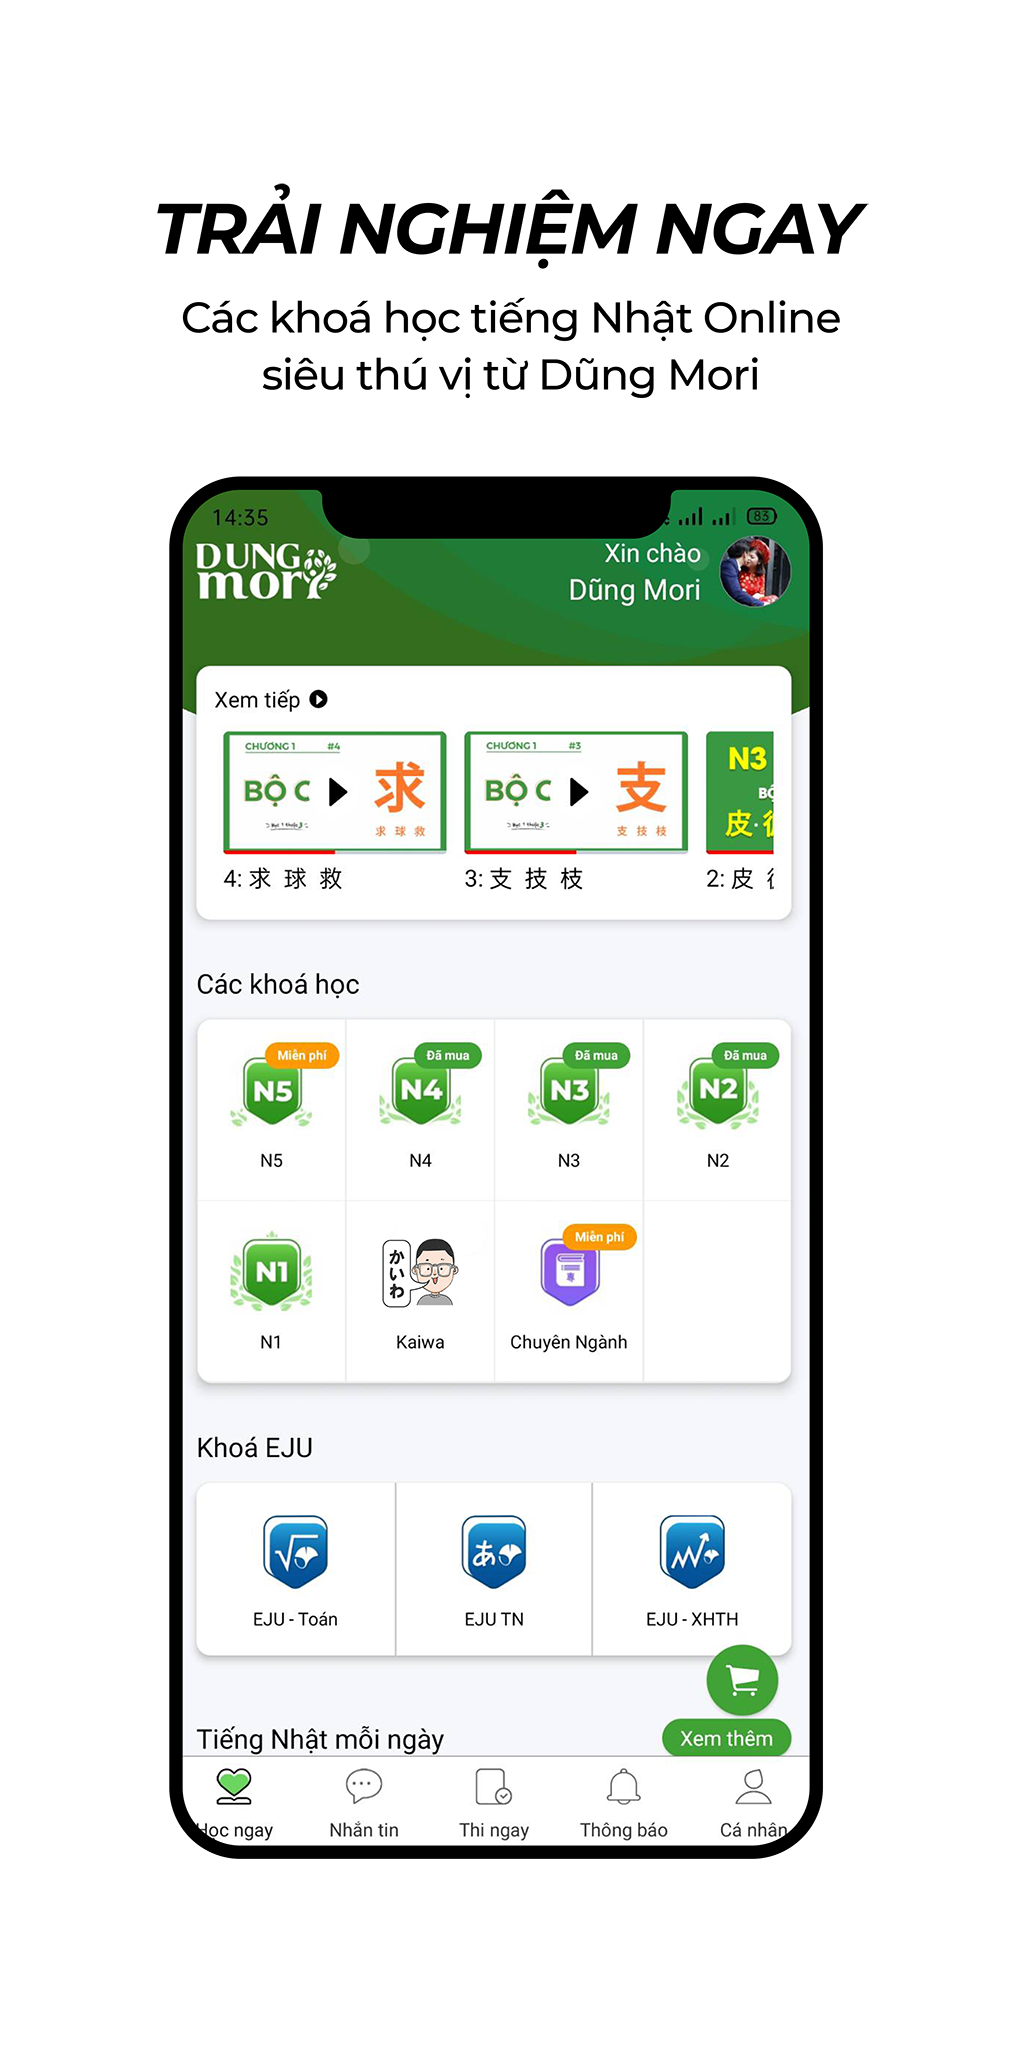 TRẢI NGHIỆM NGAY
Các khoá học tiếng Nhật Online
siêu thú vị từ Dũng Mori
14:35
83
DUNG
mori
Xin chào
Dũng Mori
Xem tiếp
CHƯƠNG 1 #4
BỘ C 求
求 球 救
4: 求 球 救
CHƯƠNG 1 #3
BỘ C 支
支 技 枝
3: 支 技 枝
N3
皮
2: 皮
Các khoá học
Miễn phí
N5
N5
Đã mua
N4
N4
Đã mua
N3
N3
Đã mua
N2
N2
N1
N1
かいわ
Kaiwa
Miễn phí
専
Chuyên Ngành
Khoá EJU
EJU - Toán
あ
EJU TN
EJU - XHTH
Tiếng Nhật mỗi ngày
Xem thêm
Học ngay
Nhắn tin
Thi ngay
Thông báo
Cá nhân